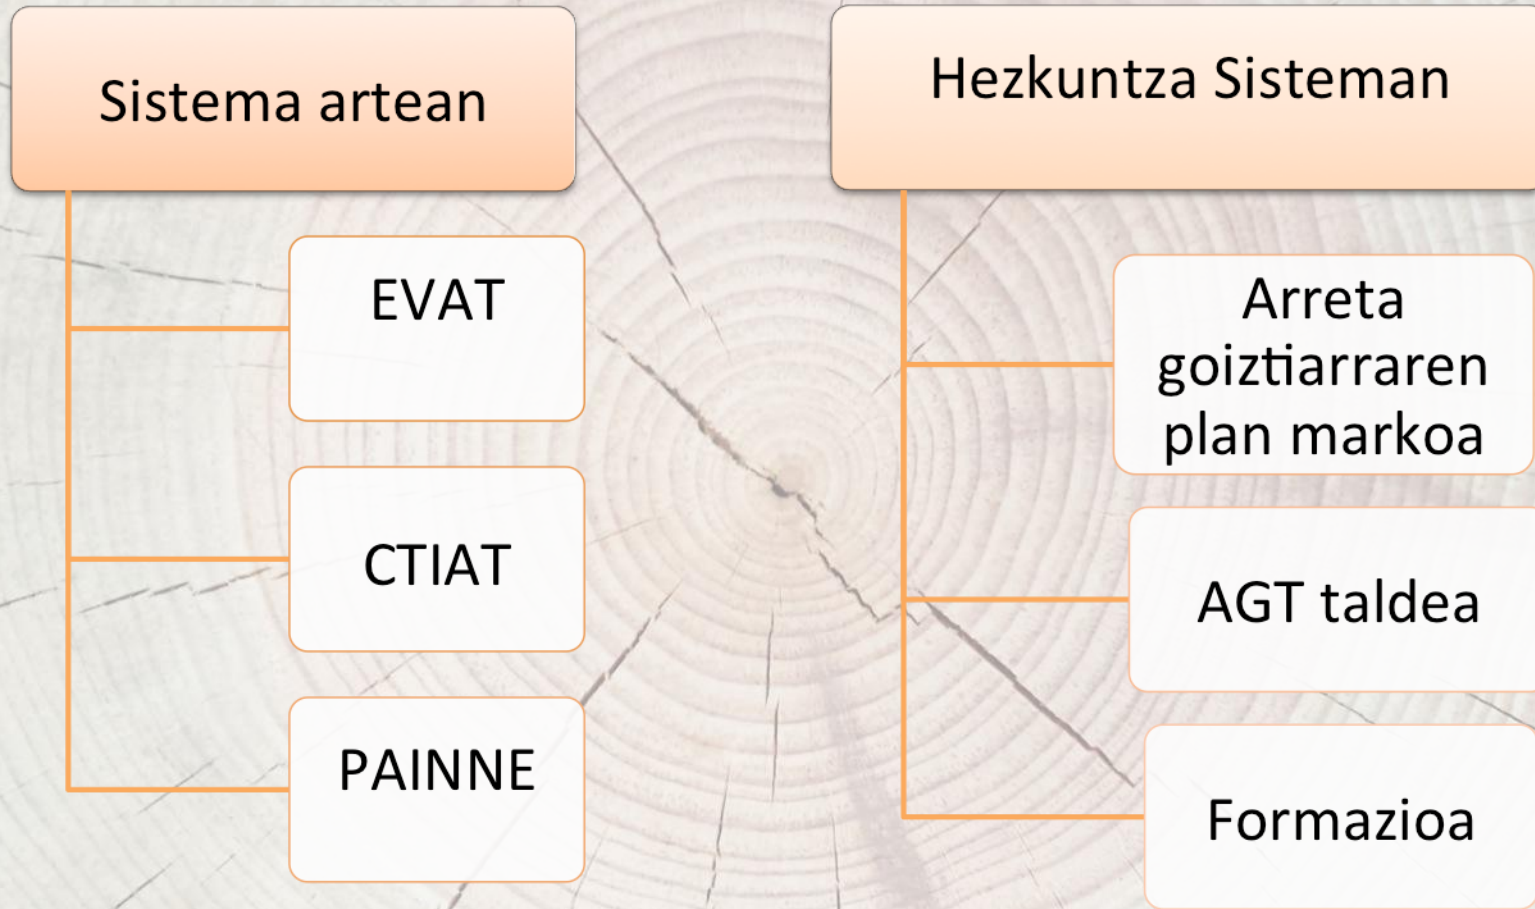 Sistema artean
EVAT
CTIAT
PAINNE
Hezkuntza Sisteman
Arreta
goiztiarraren
plan markoa
AGT taldea
Formazioa